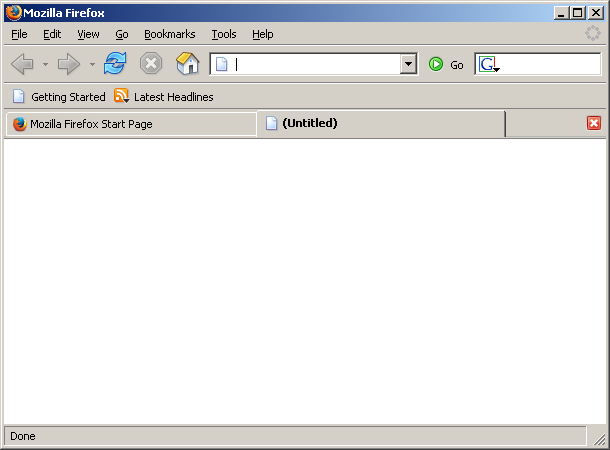 Mozilla Firefox
File Edit View Go Bookmarks Tools Help
Go G
Getting Started Latest Headlines
Mozilla Firefox Start Page (Untitled)
Done